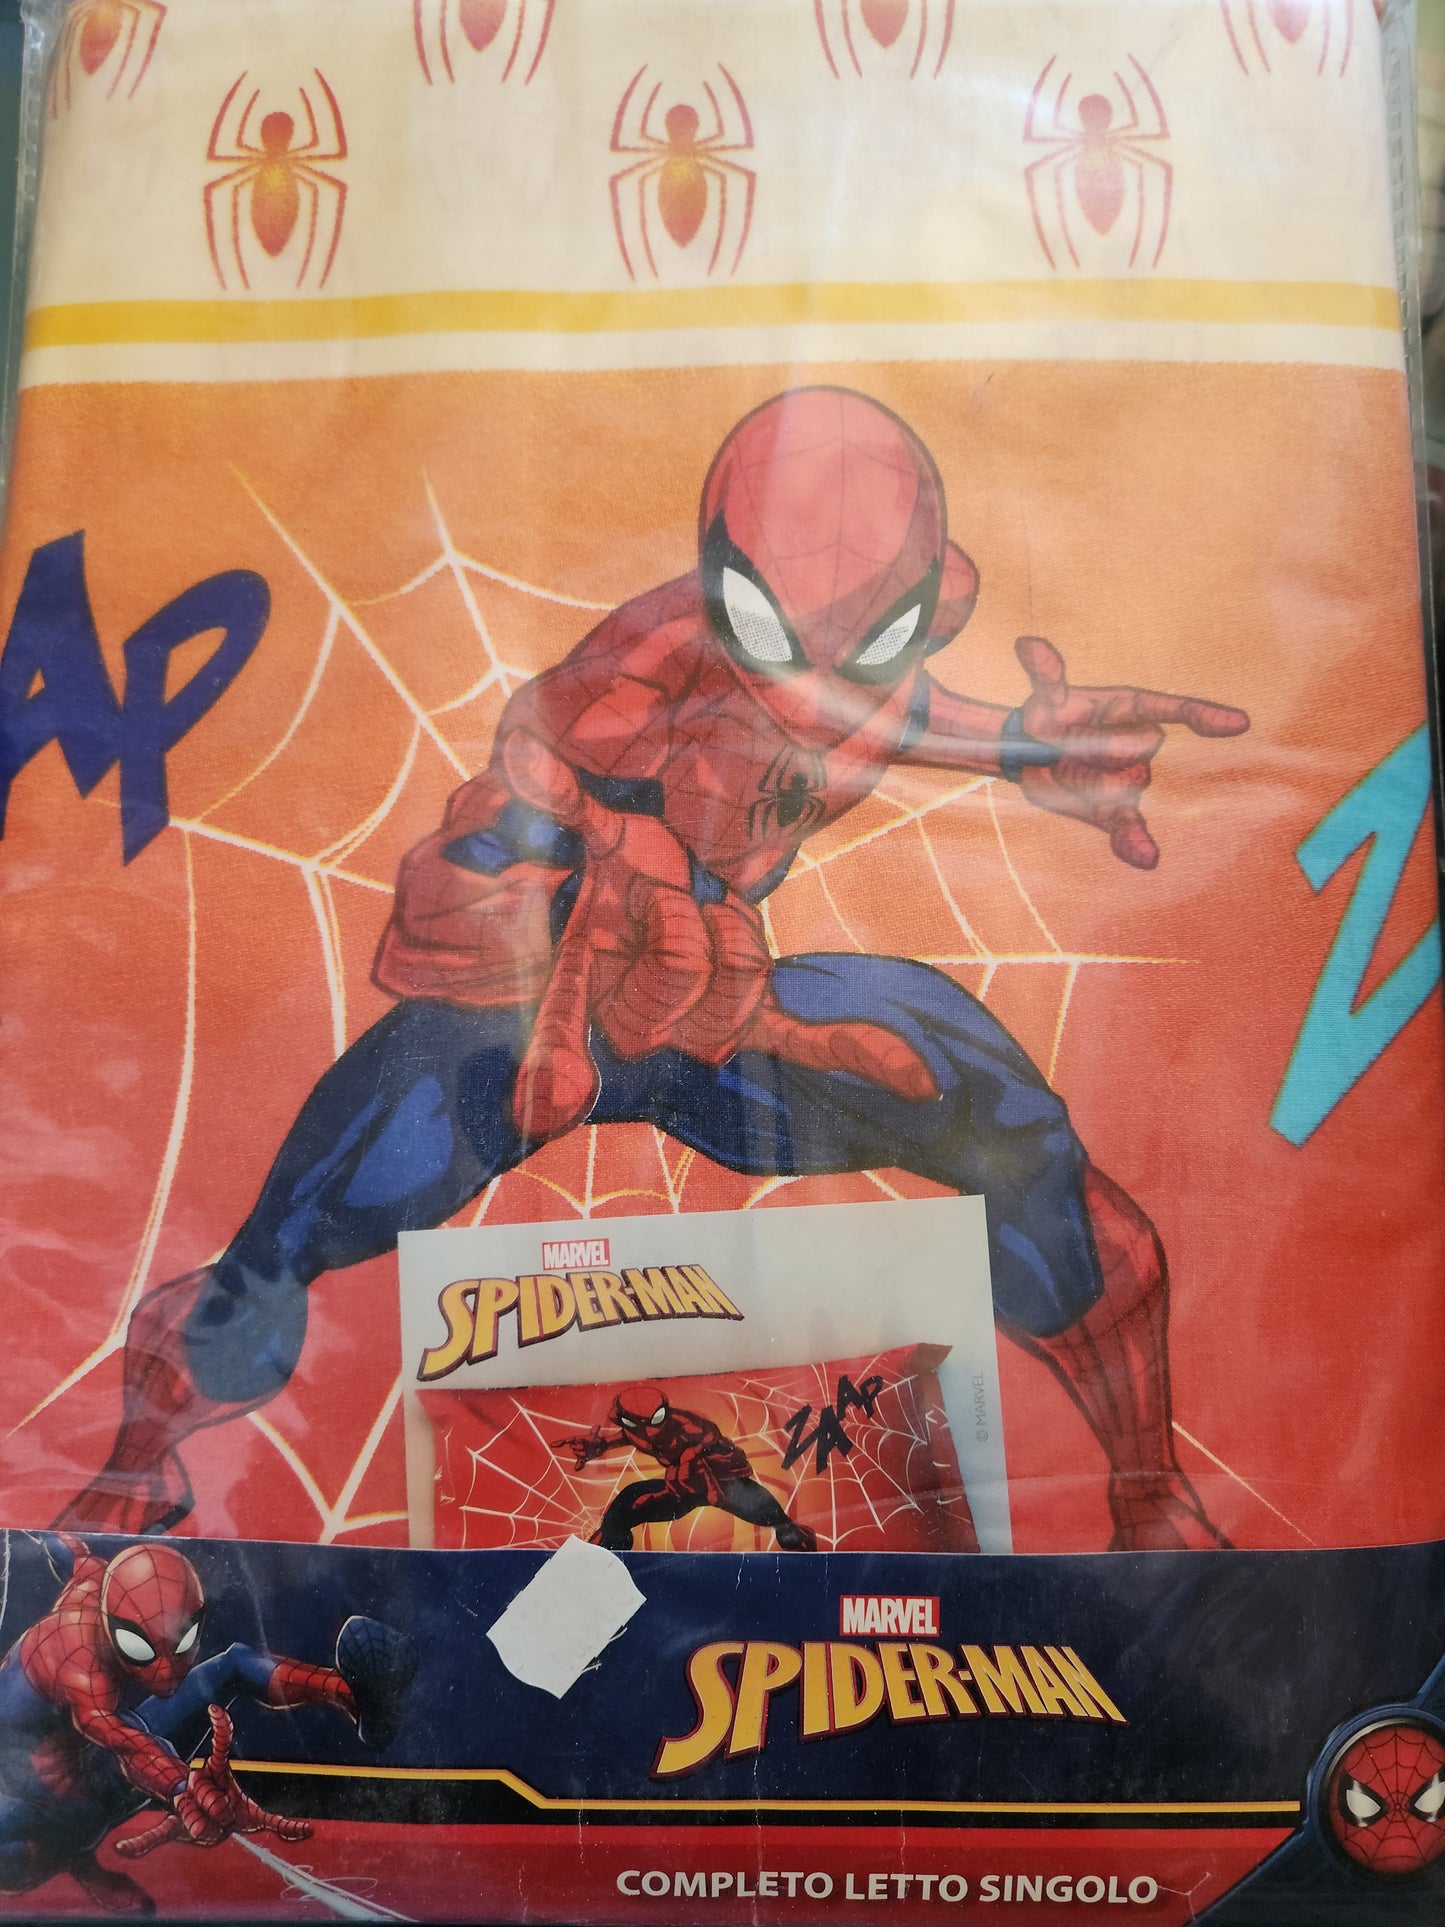 AP
Z
MARVEL
SPIDER-MAN
ZAAP
© MARVEL
MARVEL
SPIDER-MAN
COMPLETO LETTO SINGOLO